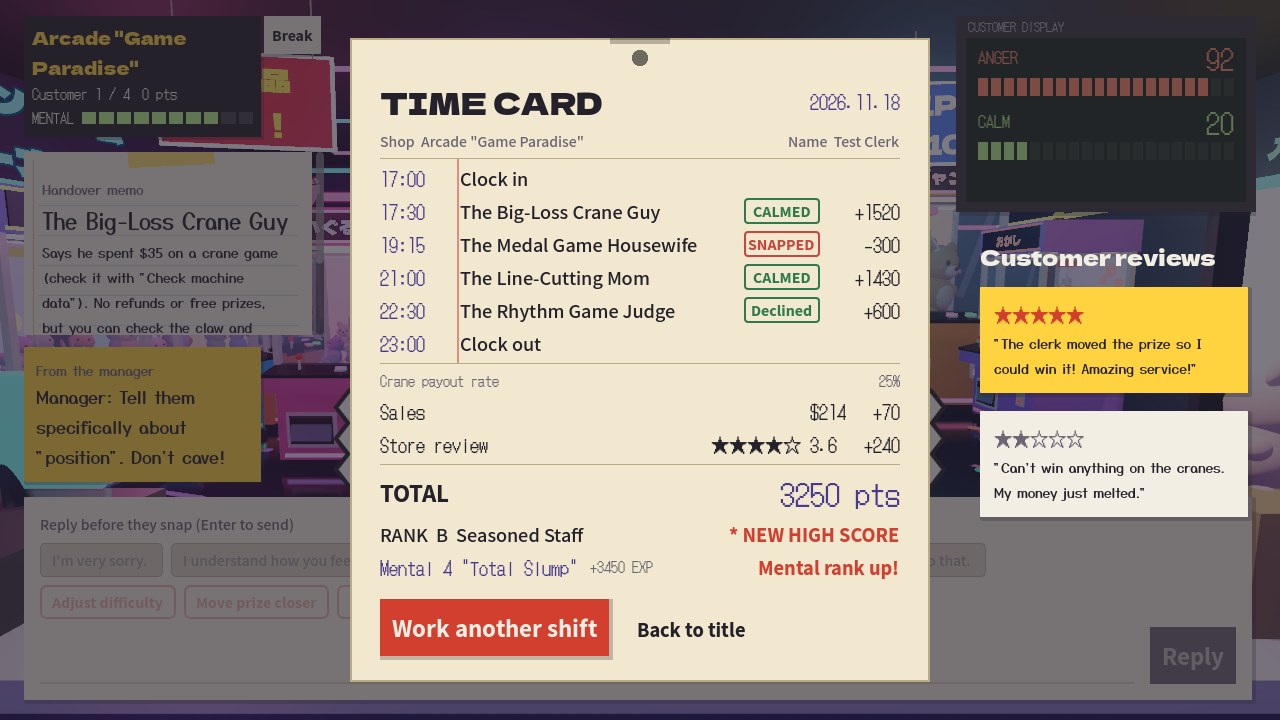 Arcade "Game
Paradise"
Customer 1 / 4 0 pts
MENTAL
Break
Handover memo
The Big-Loss Crane Guy
Says he spent $35 on a crane game
(check it with "Check machine
data"). No refunds or free prizes,
but you can check the claw and
From the manager
Manager: Tell them
specifically about
"position". Don't cave!
Reply before they snap (Enter to send)
I'm very sorry.
I understand how you fee
o that.
Adjust difficulty
Move prize closer
Reply
TIME CARD
2026.11.18
Shop Arcade "Game Paradise"
Name Test Clerk
17:00 Clock in
17:30 The Big-Loss Crane Guy CALMED +1520
19:15 The Medal Game Housewife SNAPPED -300
21:00 The Line-Cutting Mom CALMED +1430
22:30 The Rhythm Game Judge Declined +600
23:00 Clock out
Crane payout rate 25%
Sales $214 +70
Store review ★★★★☆ 3.6 +240
TOTAL 3250 pts
RANK B Seasoned Staff * NEW HIGH SCORE
Mental 4 "Total Slump" +3450 EXP Mental rank up!
Work another shift
Back to title
CUSTOMER DISPLAY
ANGER 92
CALM 20
おかし
Customer reviews
★★★★★
"The clerk moved the prize so I
could win it! Amazing service!"
★★☆☆☆
"Can't win anything on the cranes.
My money just melted."